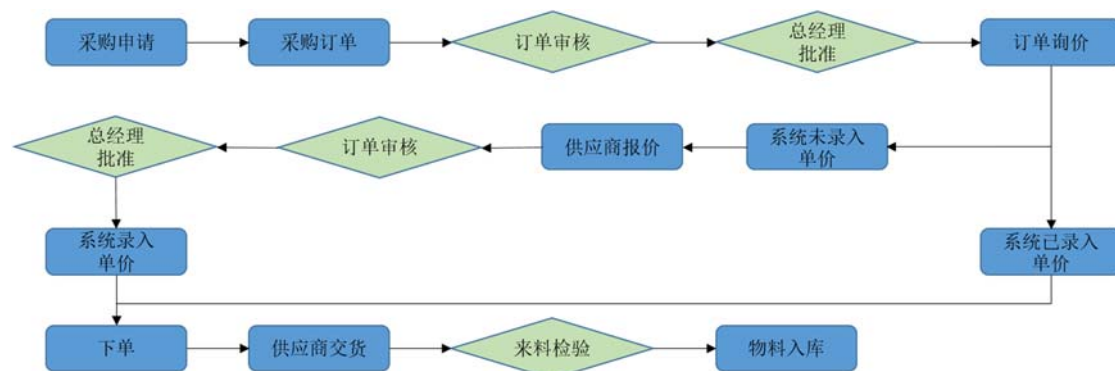 采购申请
采购订单
订单审核
总经理
批准
订单询价
总经理
批准
订单审核
供应商报价
系统未录入
单价
系统录入
单价
系统已录入
单价
下单
供应商交货
来料检验
物料入库